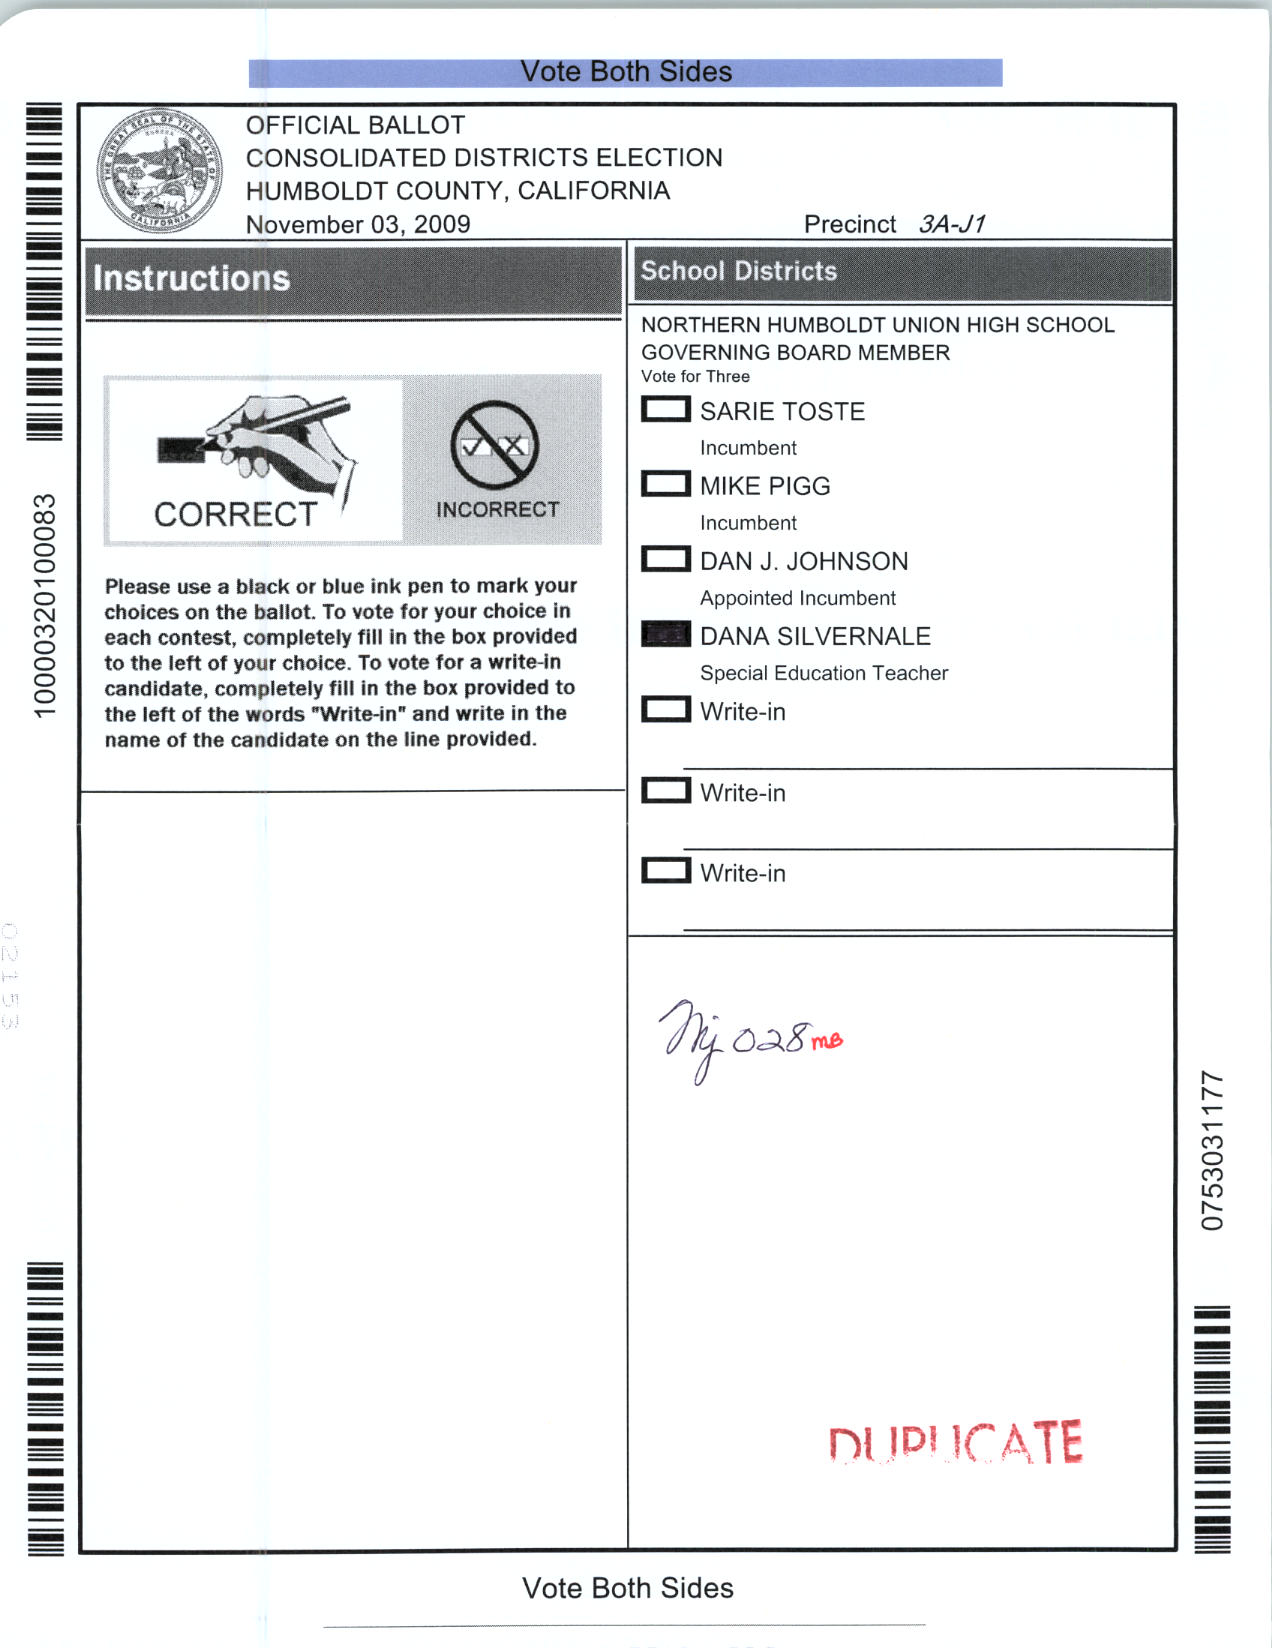 Vote Both Sides
OFFICIAL BALLOT
CONSOLIDATED DISTRICTS ELECTION
HUMBOLDT COUNTY, CALIFORNIA
November 03, 2009
Precinct 3A-J1
THE GREAT SEAL OF THE STATE OF CALIFORNIA
EUREKA
Instructions
CORRECT
INCORRECT
Please use a black or blue ink pen to mark your
choices on the ballot. To vote for your choice in
each contest, completely fill in the box provided
to the left of your choice. To vote for a write-in
candidate, completely fill in the box provided to
the left of the words "Write-in" and write in the
name of the candidate on the line provided.
School Districts
NORTHERN HUMBOLDT UNION HIGH SCHOOL
GOVERNING BOARD MEMBER
Vote for Three
SARIE TOSTE
Incumbent
MIKE PIGG
Incumbent
DAN J. JOHNSON
Appointed Incumbent
DANA SILVERNALE
Special Education Teacher
Write-in
Write-in
Write-in
028 MB
DUPLICATE
10000320100083
02153
0753031177
Vote Both Sides